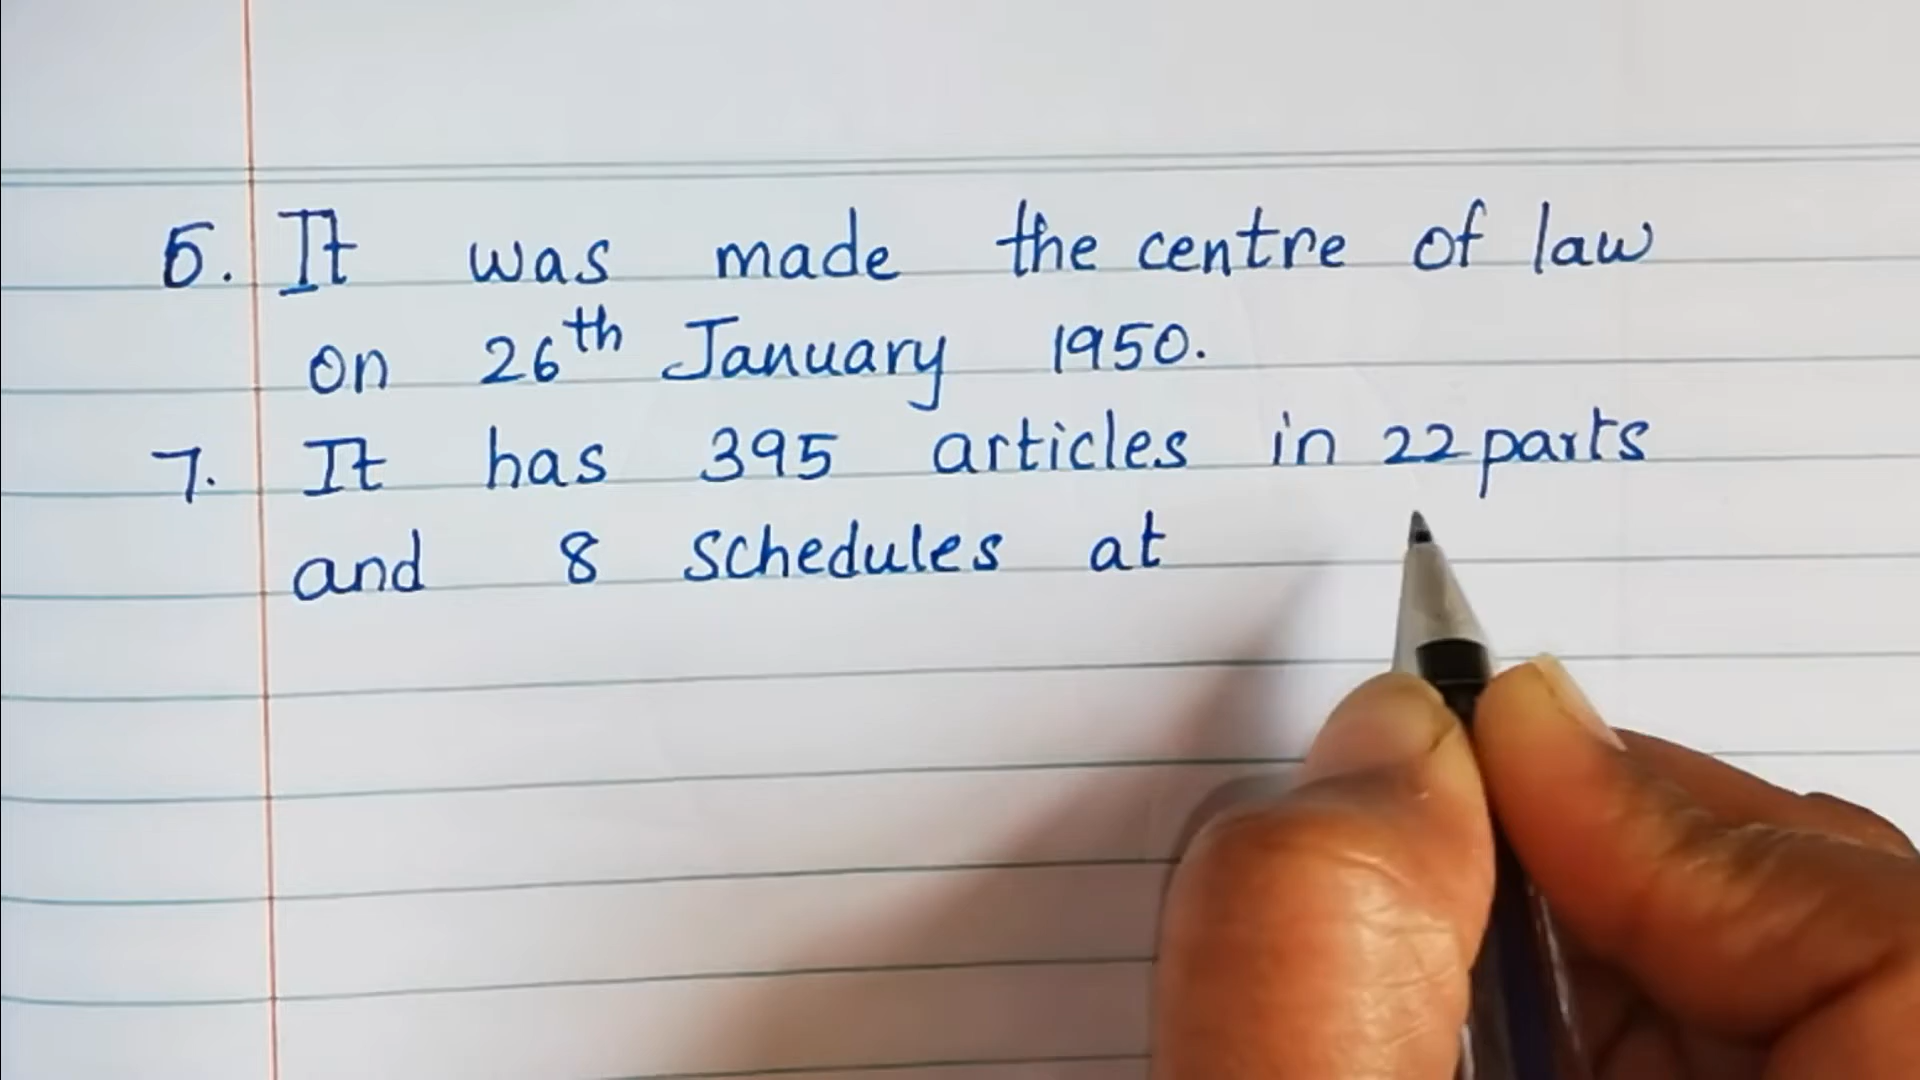 6. It was made the centre of law
on 26th January 1950.
7. It has 395 articles in 22 parts
and 8 schedules at